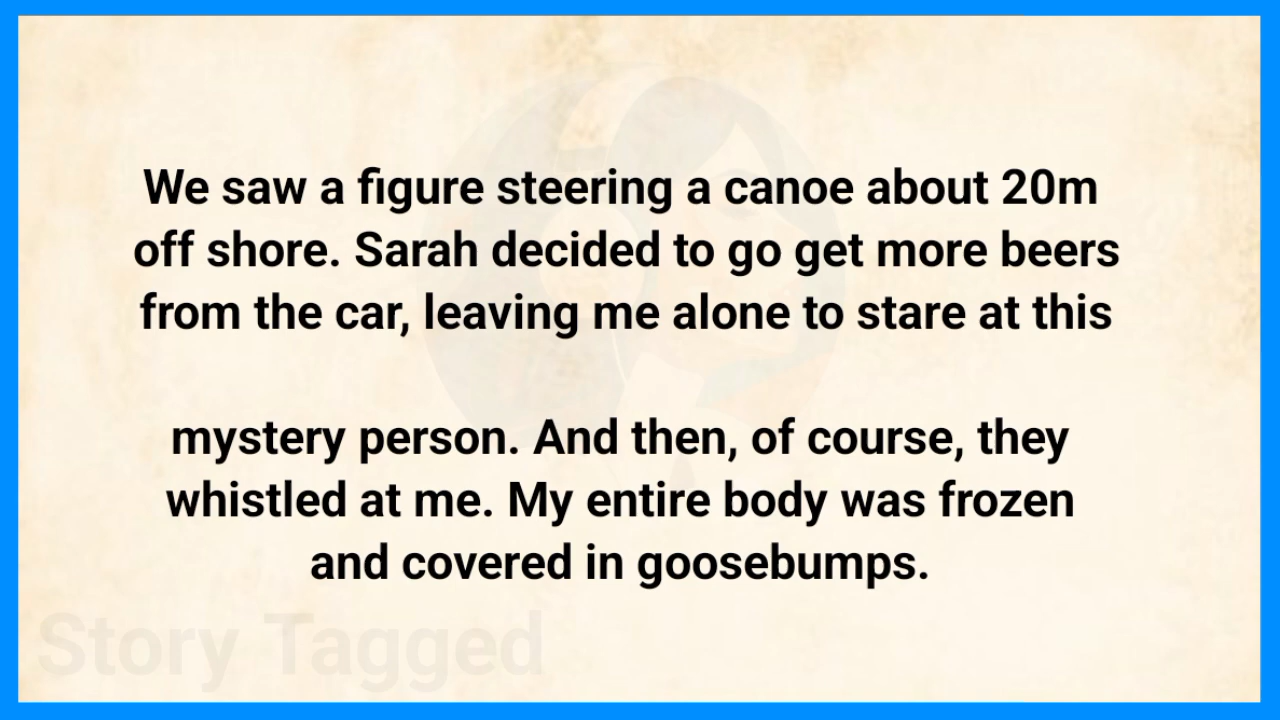 We saw a figure steering a canoe about 20m
off shore. Sarah decided to go get more beers
from the car, leaving me alone to stare at this
mystery person. And then, of course, they
whistled at me. My entire body was frozen
and covered in goosebumps.
Story Tagged